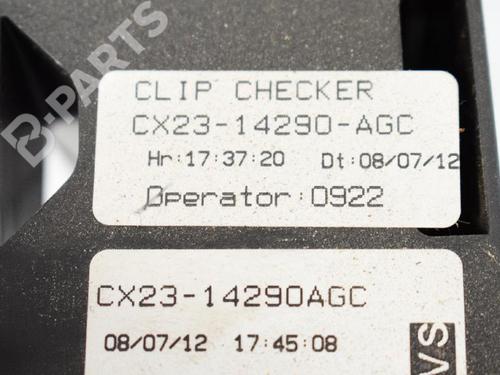 B-PARTS
CLIP CHECKER
CX23-14290-AGC
Hr:17:37:20 Dt:08/07/12
Operator:0922
CX23-14290AGC
08/07/12 17:45:08
VS